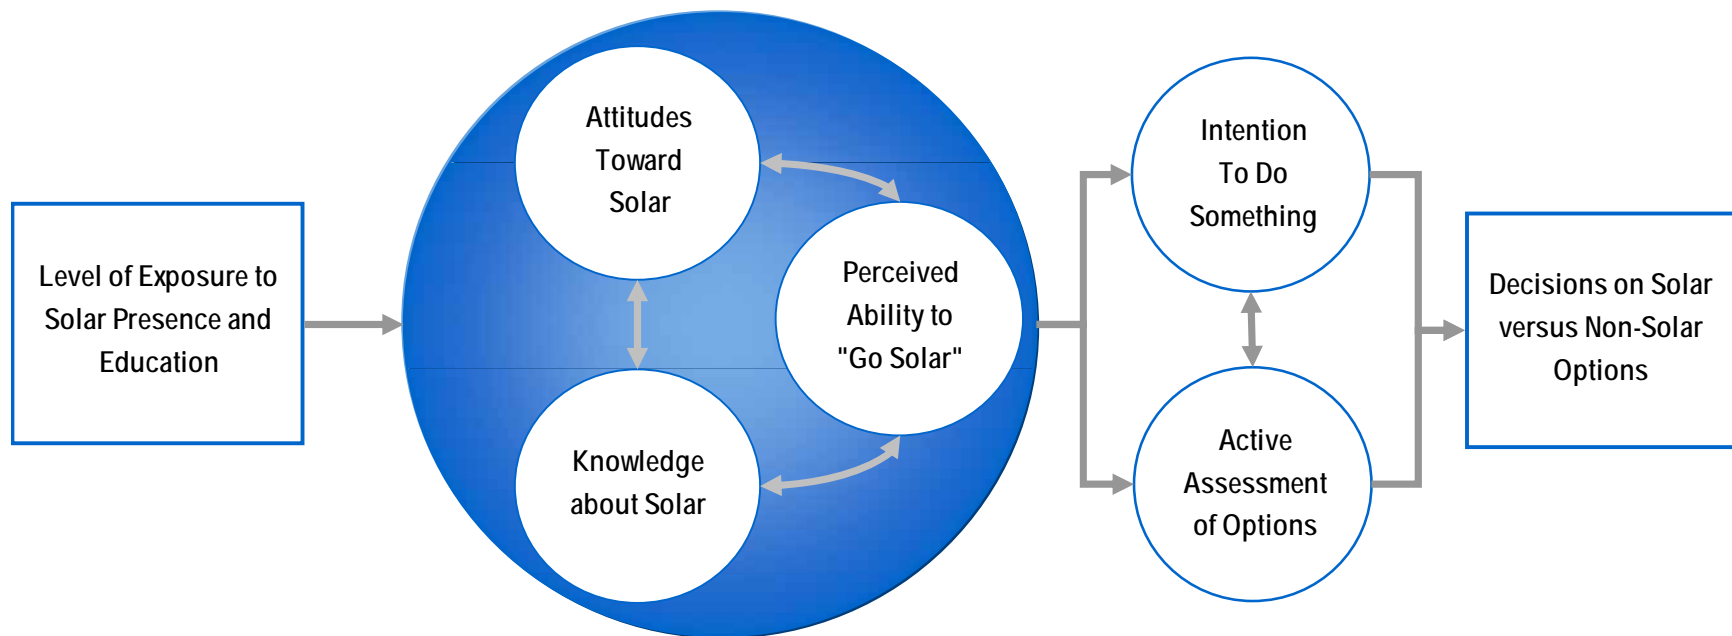 Level of Exposure to
Solar Presence and
Education
Attitudes
Toward
Solar
Perceived
Ability to
"Go Solar"
Knowledge
about Solar
Intention
To Do
Something
Active
Assessment
of Options
Decisions on Solar
versus Non-Solar
Options